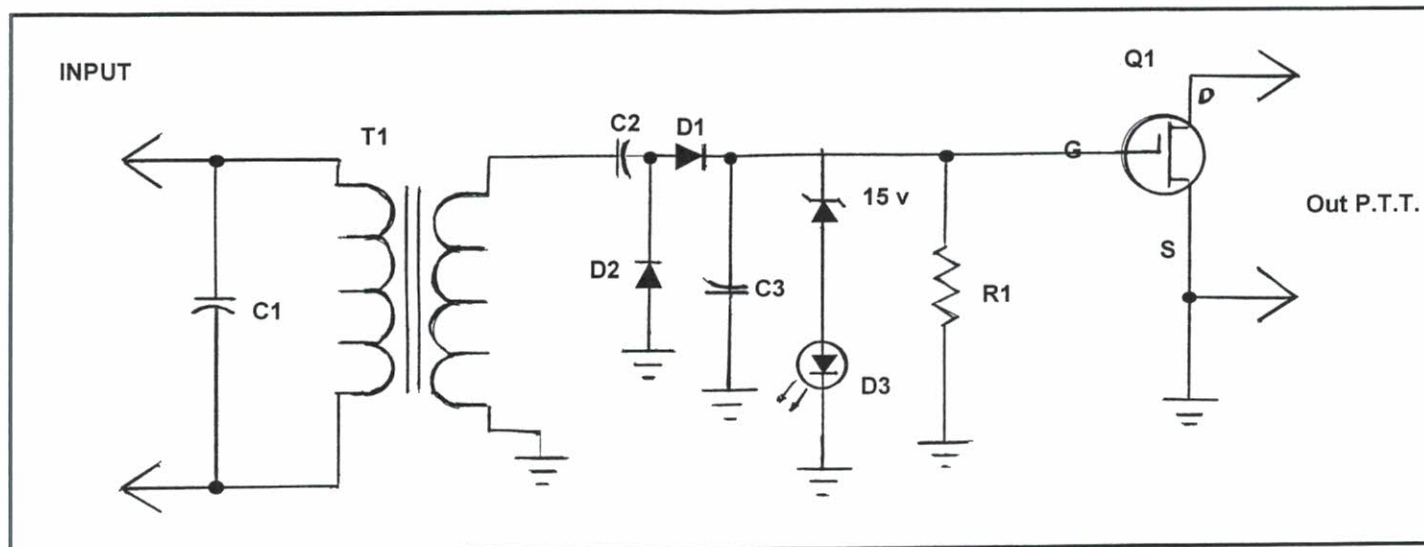 INPUT
Q1
D
T1
C2
D1
G
15 v
Out P.T.T.
S
D2
C3
R1
C1
D3